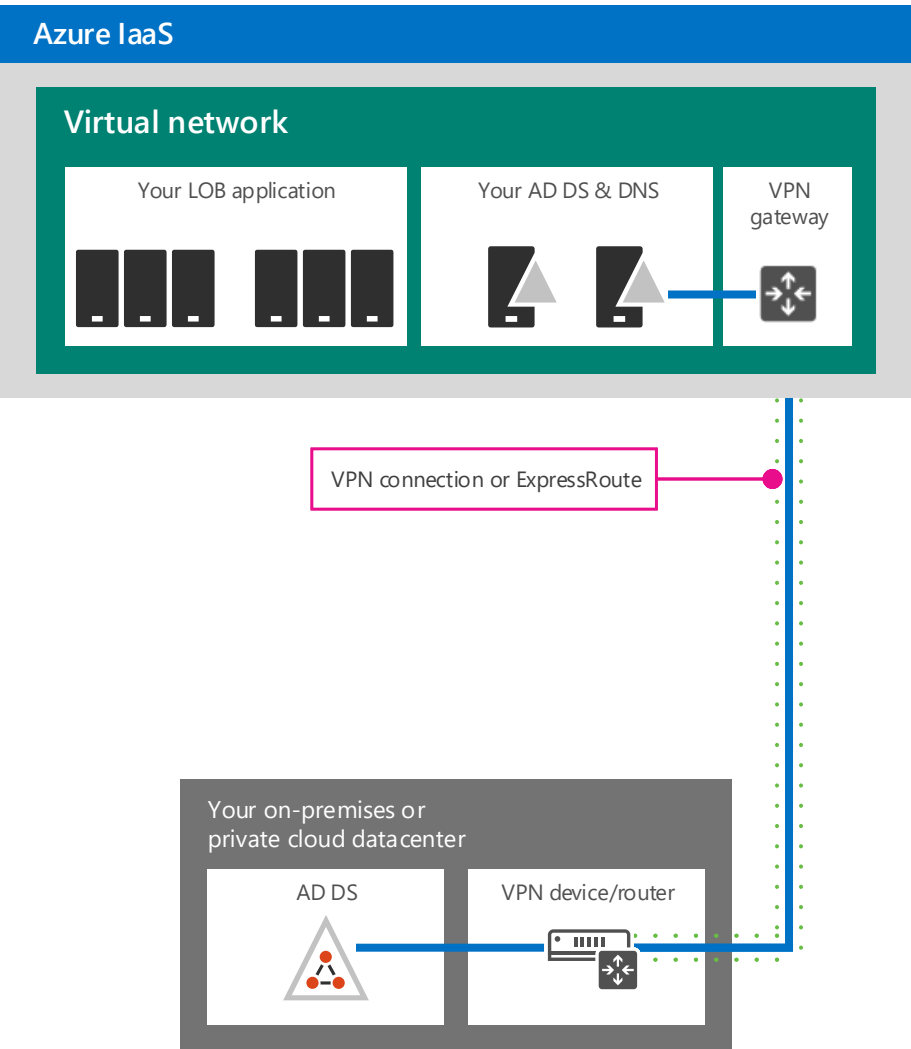 Azure IaaS
Virtual network
Your LOB application
Your AD DS & DNS
VPN
gateway
VPN connection or ExpressRoute
Your on-premises or
private cloud datacenter
AD DS
VPN device/router